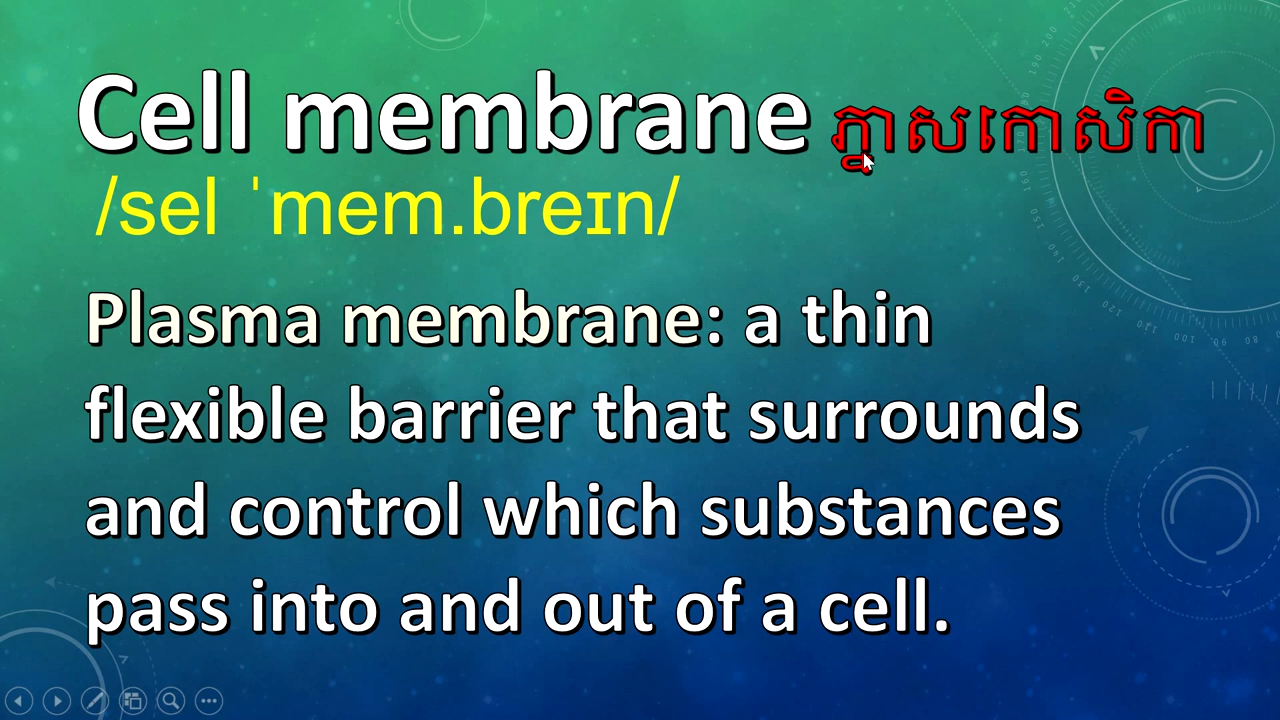 Cell membrane ភ្នាសកោសិកា
/sel ˈmem.breɪn/
Plasma membrane: a thin
flexible barrier that surrounds
and control which substances
pass into and out of a cell.